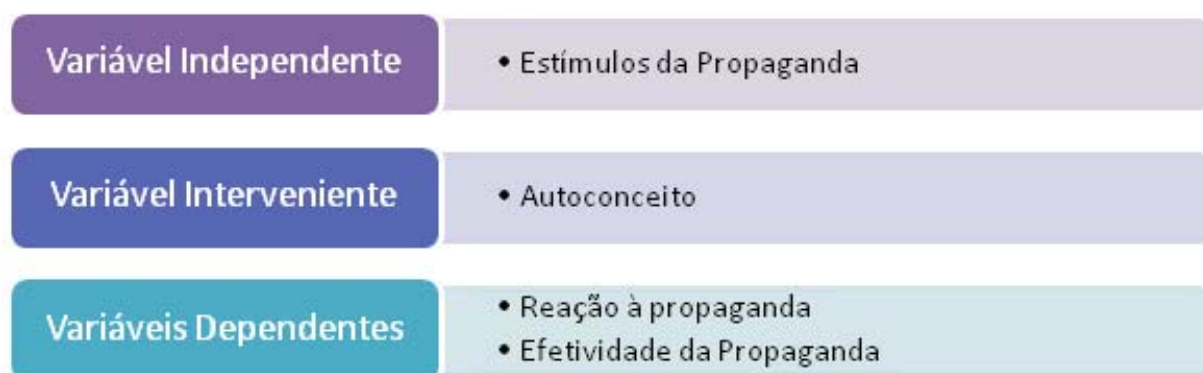 Variável Independente
• Estímulos da Propaganda
Variável Interveniente
• Autoconceito
Variáveis Dependentes
• Reação à propaganda
• Efetividade da Propaganda